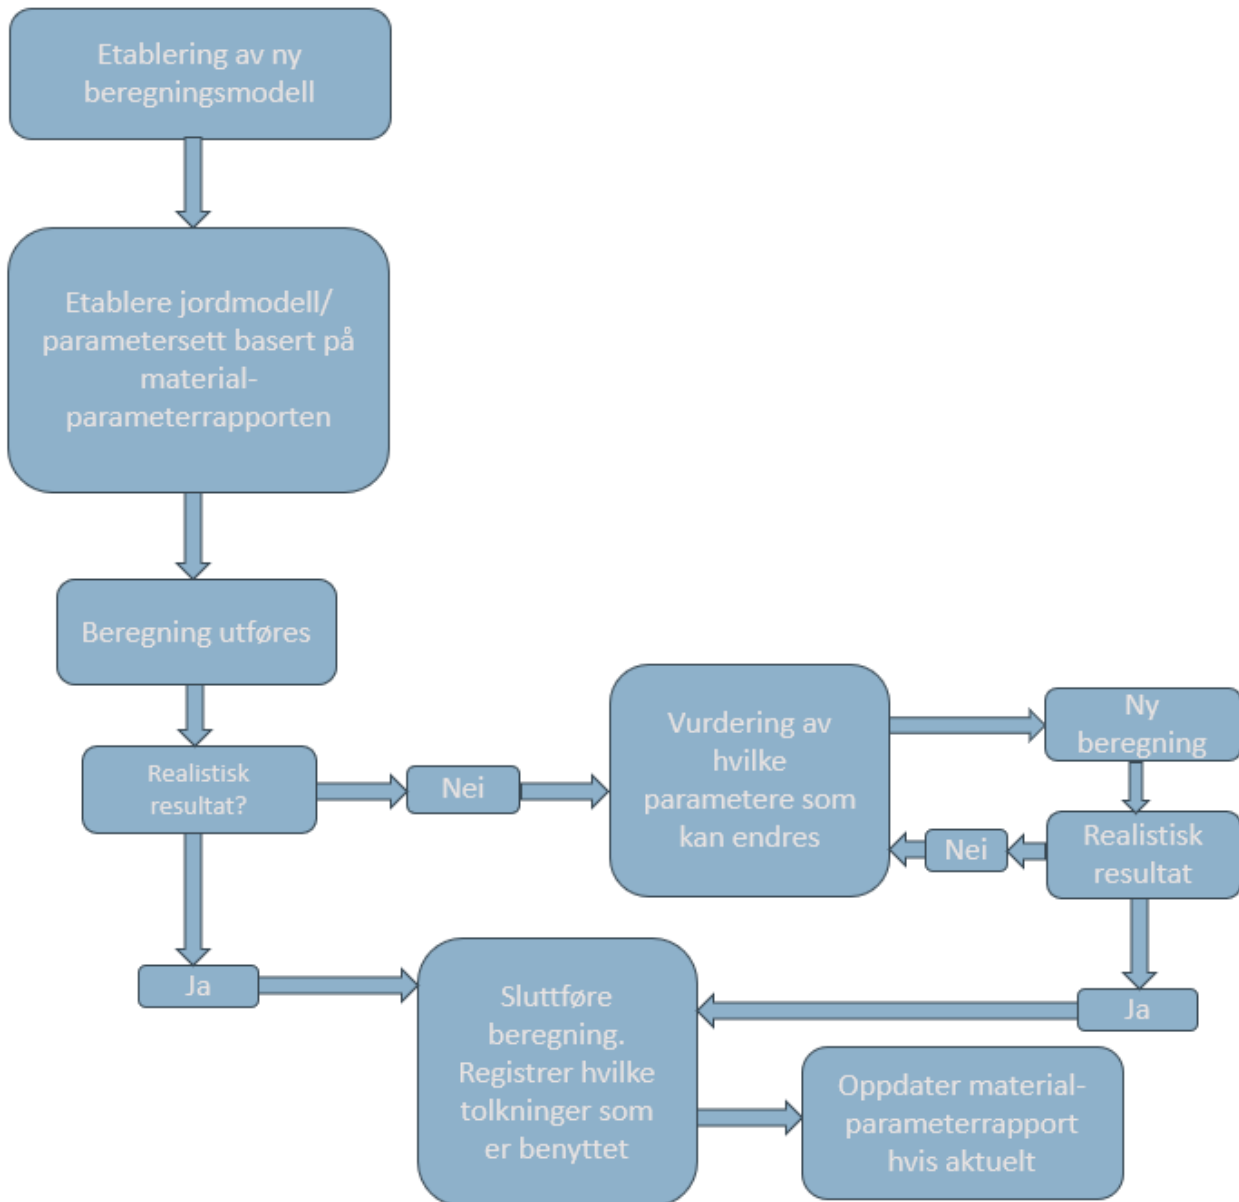 Etablering av ny
beregningsmodell
Etablere jordmodell/
parametersett basert på
material-
parameterrapporten
Beregning utføres
Realistisk
resultat?
Nei
Vurdering av
hvilke
parametere som
kan endres
Ny
beregning
Realistisk
resultat
Nei
Ja
Ja
Sluttføre
beregning.
Registrer hvilke
tolkninger som
er benyttet
Oppdater material-
parameterrapport
hvis aktuelt